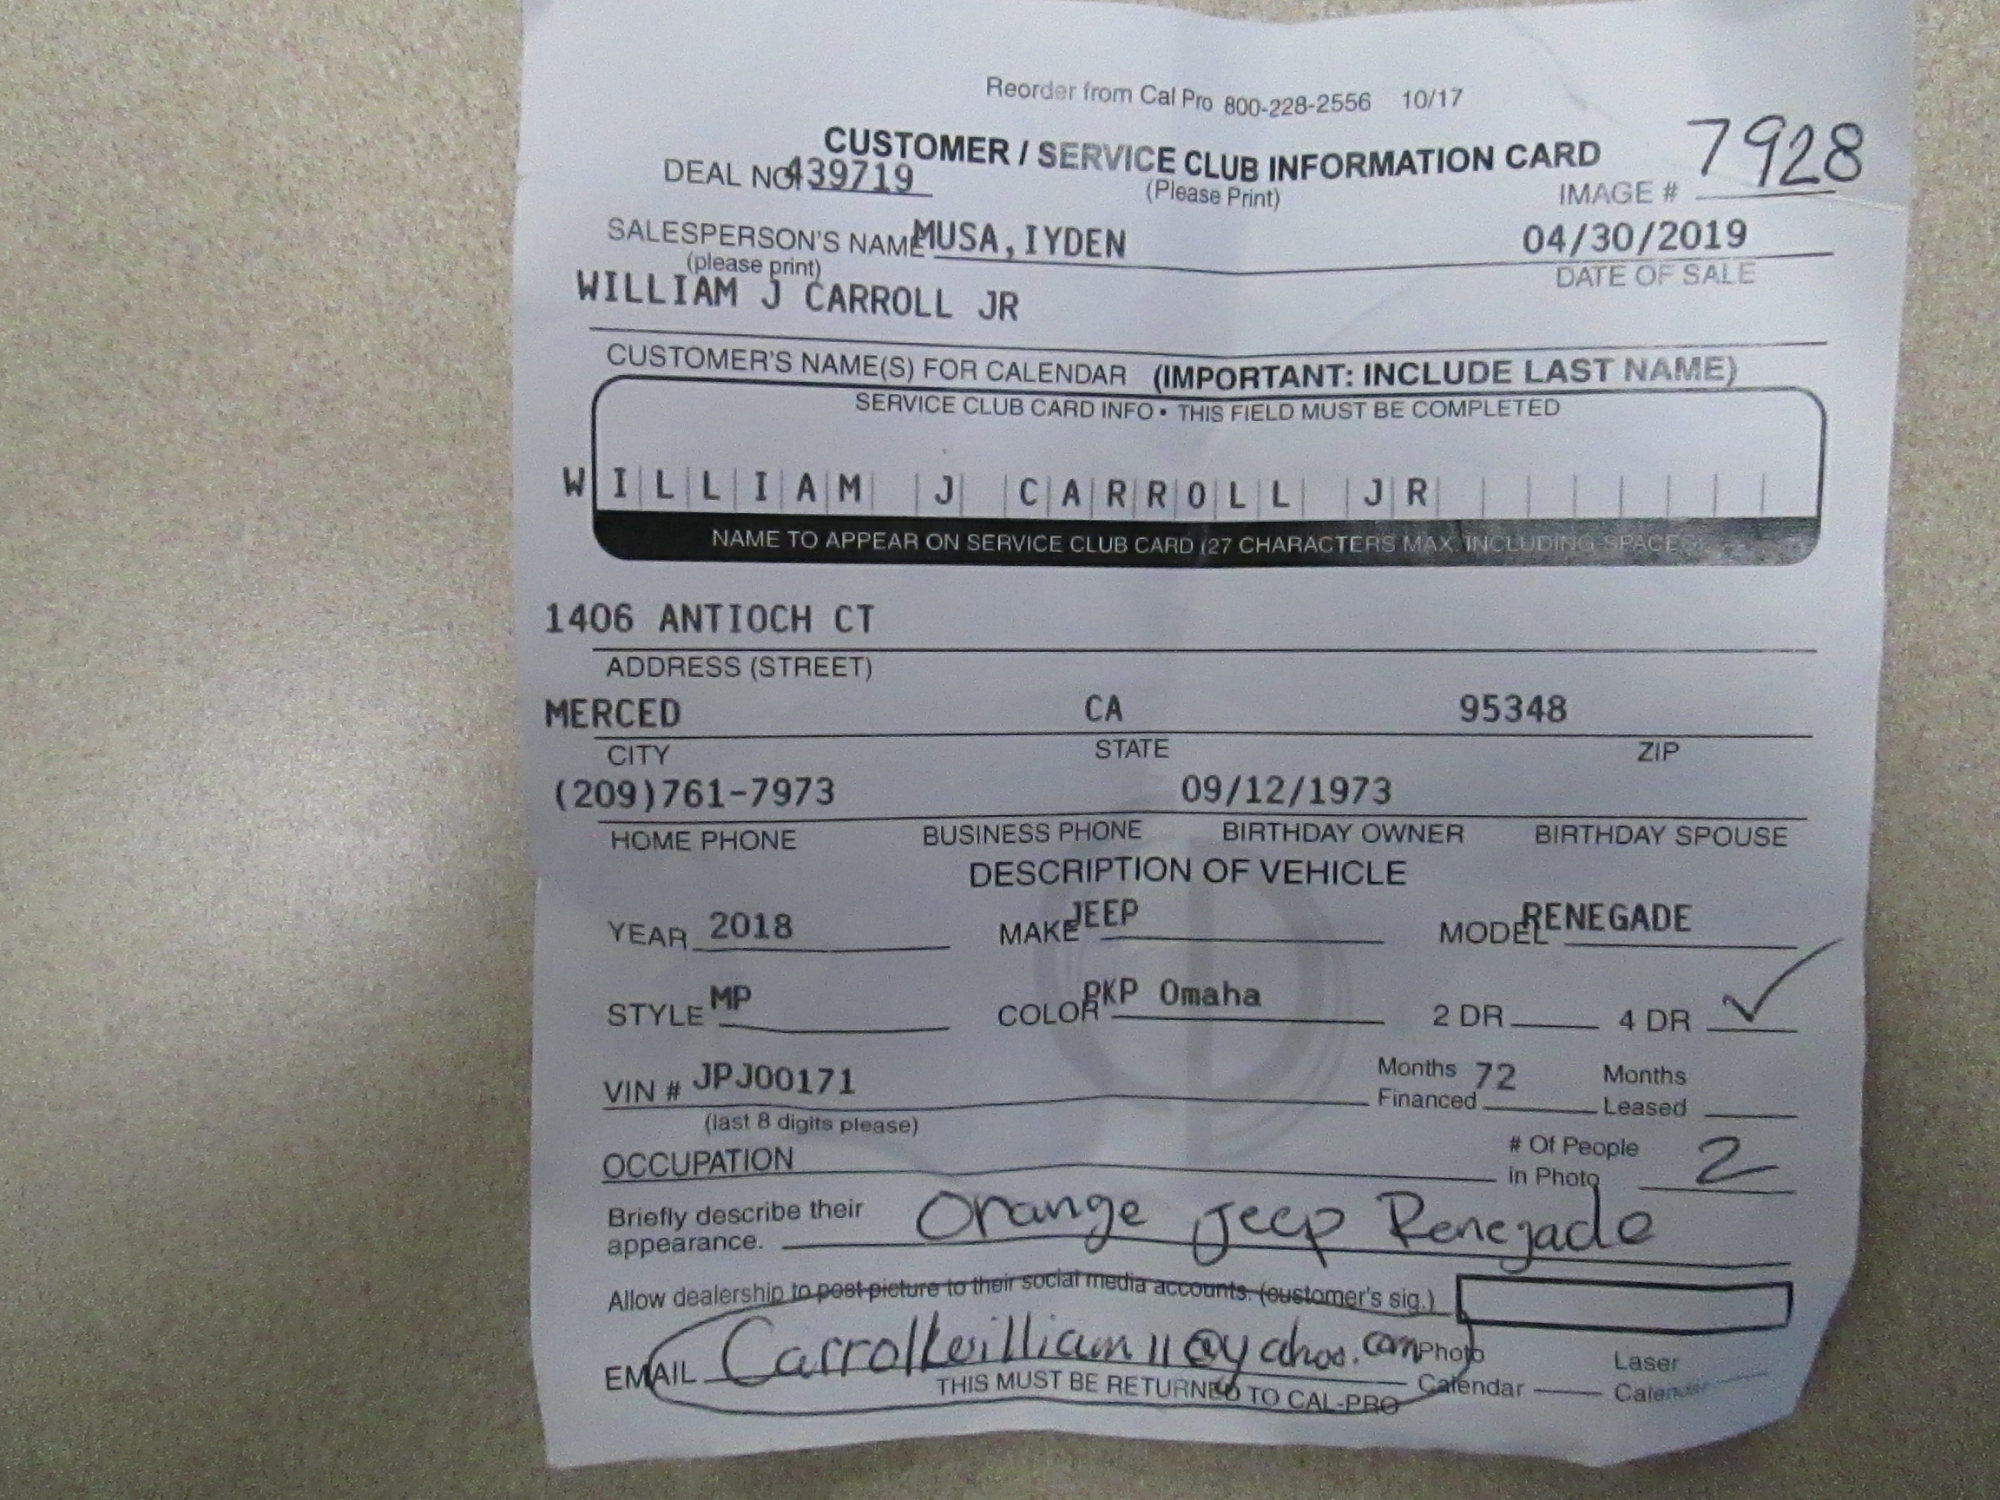 Reorder from Cal Pro 800-228-2556 10/17
CUSTOMER / SERVICE CLUB INFORMATION CARD
DEAL NO 439719 (Please Print) IMAGE # 7928
SALESPERSON'S NAME MUSA, IYDEN 04/30/2019
(please print) DATE OF SALE
WILLIAM J CARROLL JR
CUSTOMER'S NAME(S) FOR CALENDAR (IMPORTANT: INCLUDE LAST NAME)
SERVICE CLUB CARD INFO • THIS FIELD MUST BE COMPLETED
WILLIAM J CARROLL JR
NAME TO APPEAR ON SERVICE CLUB CARD (27 CHARACTERS MAX. INCLUDING SPACES)
1406 ANTIOCH CT
ADDRESS (STREET)
MERCED CA 95348
CITY STATE ZIP
(209)761-7973 09/12/1973
HOME PHONE BUSINESS PHONE BIRTHDAY OWNER BIRTHDAY SPOUSE
DESCRIPTION OF VEHICLE
YEAR 2018 MAKE JEEP MODEL RENEGADE
STYLE MP COLOR PKP Omaha 2 DR 4 DR ✓
VIN # JPJ00171 Months Financed 72 Months Leased
(last 8 digits please)
OCCUPATION # Of People in Photo 2
Briefly describe their appearance. Orange Jeep Renegade
Allow dealership to post picture to their social media accounts. (customer's sig.)
EMAIL Carrollwilliam11@yahoo.com Photo Calendar Laser Calendar
THIS MUST BE RETURNED TO CAL-PRO